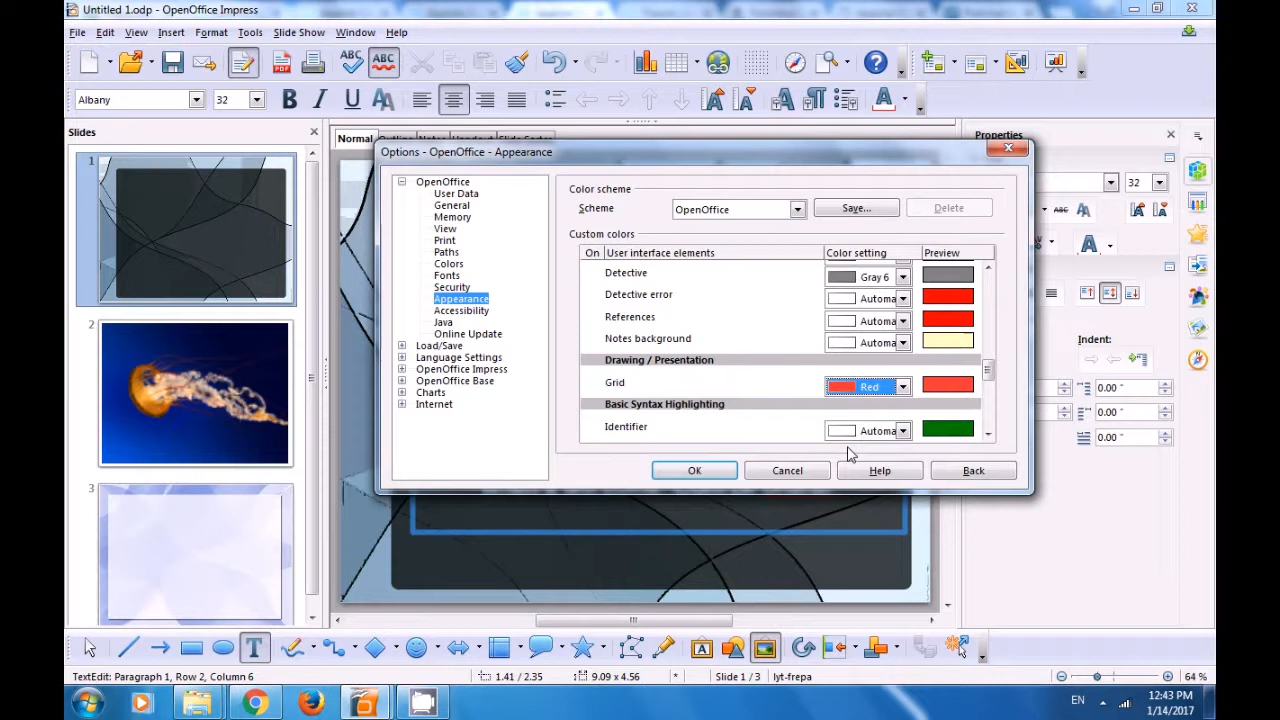 Untitled 1.odp - OpenOffice Impress
File Edit View Insert Format Tools Slide Show Window Help
ABC ABC
Albany 32 B I U
Slides
Normal
Properties
Options - OpenOffice - Appearance
1
2
3
OpenOffice
User Data
General
Memory
View
Print
Paths
Colors
Fonts
Security
Appearance
Accessibility
Java
Online Update
Load/Save
Language Settings
OpenOffice Impress
OpenOffice Base
Charts
Internet
Color scheme
Scheme OpenOffice Save... Delete
Custom colors
On User interface elements Color setting Preview
Detective Gray 6
Detective error Automa
References Automa
Notes background Automa
Drawing / Presentation
Grid Red
Basic Syntax Highlighting
Identifier Automa
OK Cancel Help Back
32
ABC
Indent:
0.00 "
0.00 "
0.00 "
TextEdit: Paragraph 1, Row 2, Column 6 1.41 / 2.35 9.09 x 4.56 * Slide 1 / 3 lyt-frepa 64 %
EN 12:43 PM
1/14/2017